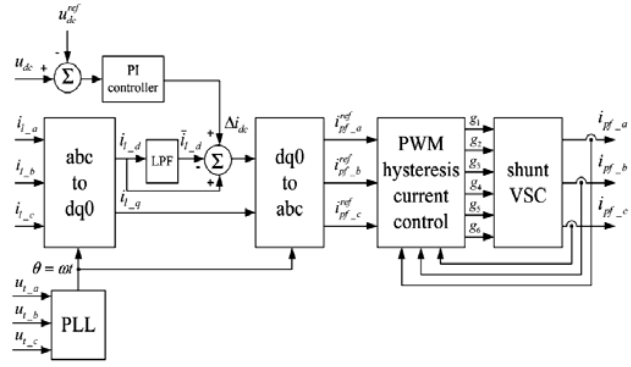 u_dc^ref
u_dc + - Σ PI controller
Δi_dc
i_l_a
i_l_b
i_l_c
abc to dq0
i_l_d
LPF
i̅_l_d
+ - + Σ
i_l_q
dq0 to abc
i_pf_a^ref
i_pf_b^ref
i_pf_c^ref
PWM hysteresis current control
g₁
g₂
g₃
g₄
g₅
g₆
shunt VSC
i_pf_a
i_pf_b
i_pf_c
θ = ωt
u_t_a
u_t_b
u_t_c
PLL